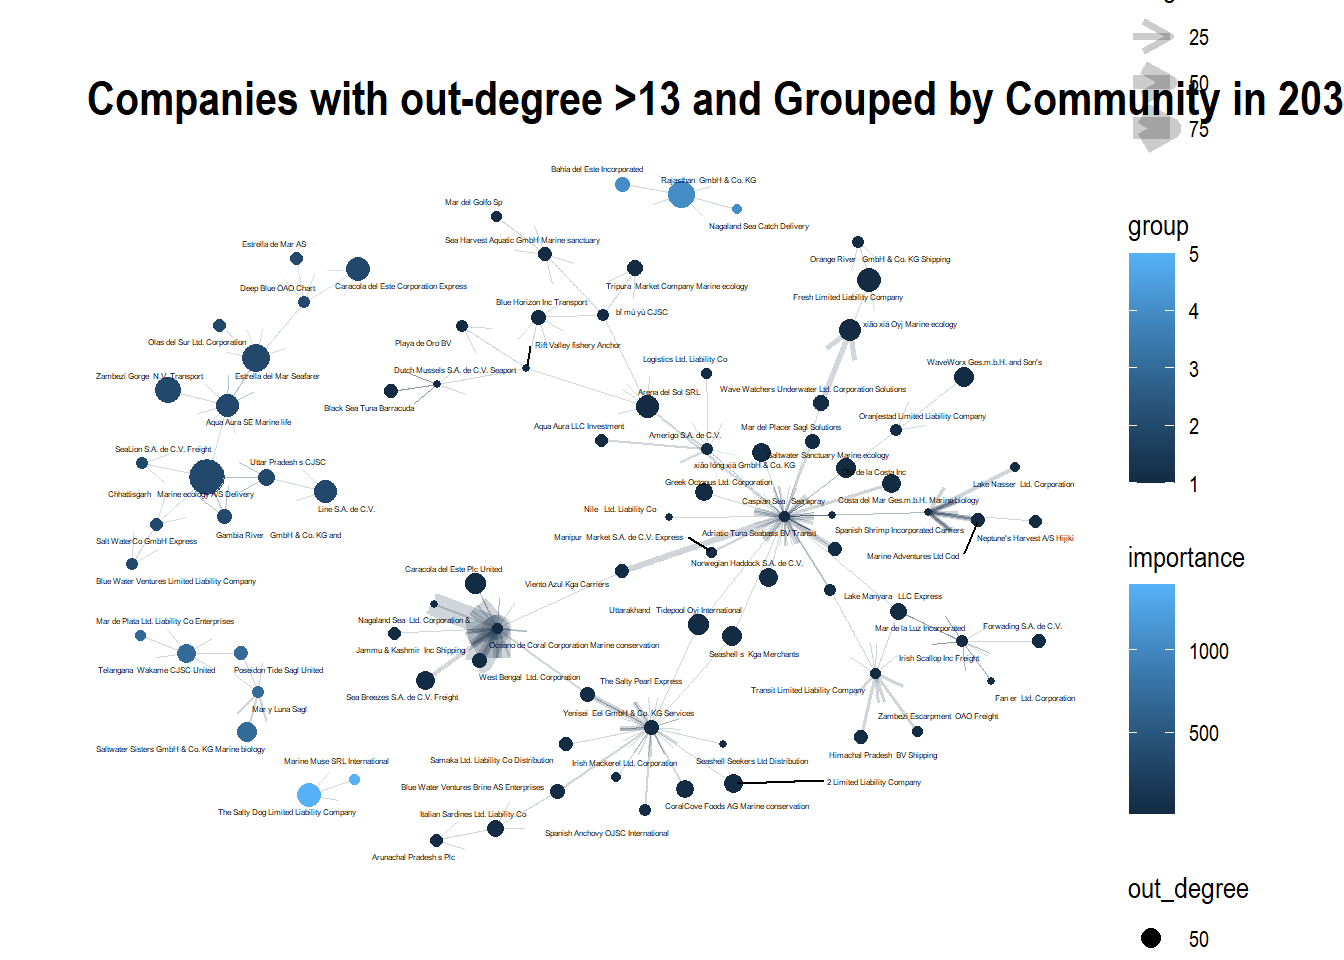 25
50
75
Companies with out-degree >13 and Grouped by Community in 203
Bahía del Este Incorporated
Rajasthan GmbH & Co. KG
Nagaland Sea Catch Delivery
Mar del Golfo Sp
Sea Harvest Aquatic GmbH Marine sanctuary
Estrella de Mar AS
Deep Blue OAO Chart
Caracola del Este Corporation Express
Tripura Market Company Marine ecology
Blue Horizon Inc Transport
bǐ mù yú CJSC
Orange River GmbH & Co. KG Shipping
Fresh Limited Liability Company
xiǎo xiā Oyj Marine ecology
Olas del Sur Ltd. Corporation
Playa de Oro BV
Rift Valley fishery Anchor
Logistics Ltd. Liability Co
WaveWorx Ges.m.b.H. and Son's
Zambezi Gorge N.V. Transport
Estrella del Mar Seafarer
Dutch Mussels S.A. de C.V. Seaport
Arena del Sol SRL
Wave Watchers Underwater Ltd. Corporation Solutions
Black Sea Tuna Barracuda
Oranjestad Limited Liability Company
Aqua Aura SE Marine life
Aqua Aura LLC Investment
Amerigo S.A. de C.V.
Mar del Placer Sagl Solutions
SeaLion S.A. de C.V. Freight
Uttar Pradesh s CJSC
xiǎo lóng xiā GmbH & Co. KG
Saltwater Sanctuary Marine ecology
de la Costa Inc
Greek Octopus Ltd. Corporation
Lake Nasser Ltd. Corporation
Chhattisgarh Marine ecology A/S Delivery
Line S.A. de C.V.
Nile Ltd. Liability Co
Caspian Sea Seaspray
Costa del Mar Ges.m.b.H. Marine biology
Salt WaterCo GmbH Express
Gambia River GmbH & Co. KG and
Manipur Market S.A. de C.V. Express
Adriatic Tuna Seabass BV Transit
Spanish Shrimp Incorporated Carriers
Neptune's Harvest A/S Hijiki
Marine Adventures Ltd Cod
Blue Water Ventures Limited Liability Company
Caracola del Este Plc United
Viento Azul Kga Carriers
Norwegian Haddock S.A. de C.V.
Lake Manyara LLC Express
Uttarakhand Tidepool Oyj International
Mar de Plata Ltd. Liability Co Enterprises
Nagaland Sea Ltd. Corporation &
Mar de la Luz Incorporated
Forwading S.A. de C.V.
Jammu & Kashmir Inc Shipping
Océano de Coral Corporation Marine conservation
Seashell s Kga Merchants
Irish Scallop Inc Freight
Telangana Wakame CJSC United
Poseidon Tide Sagl United
West Bengal Ltd. Corporation
The Salty Pearl Express
Transit Limited Liability Company
Fan er Ltd. Corporation
Sea Breezes S.A. de C.V. Freight
Mar y Luna Sagl
Yenisei Eel GmbH & Co. KG Services
Zambezi Escarpment OAO Freight
Saltwater Sisters GmbH & Co. KG Marine biology
Himachal Pradesh BV Shipping
Marine Muse SRL International
Samaka Ltd. Liability Co Distribution
Irish Mackerel Ltd. Corporation
Seashell Seekers Ltd Distribution
Blue Water Ventures Brine AS Enterprises
2 Limited Liability Company
The Salty Dog Limited Liability Company
Italian Sardines Ltd. Liability Co
CoralCove Foods AG Marine conservation
Spanish Anchovy OJSC International
Arunachal Pradesh s Plc
group
5
4
3
2
1
importance
1000
500
out_degree
50